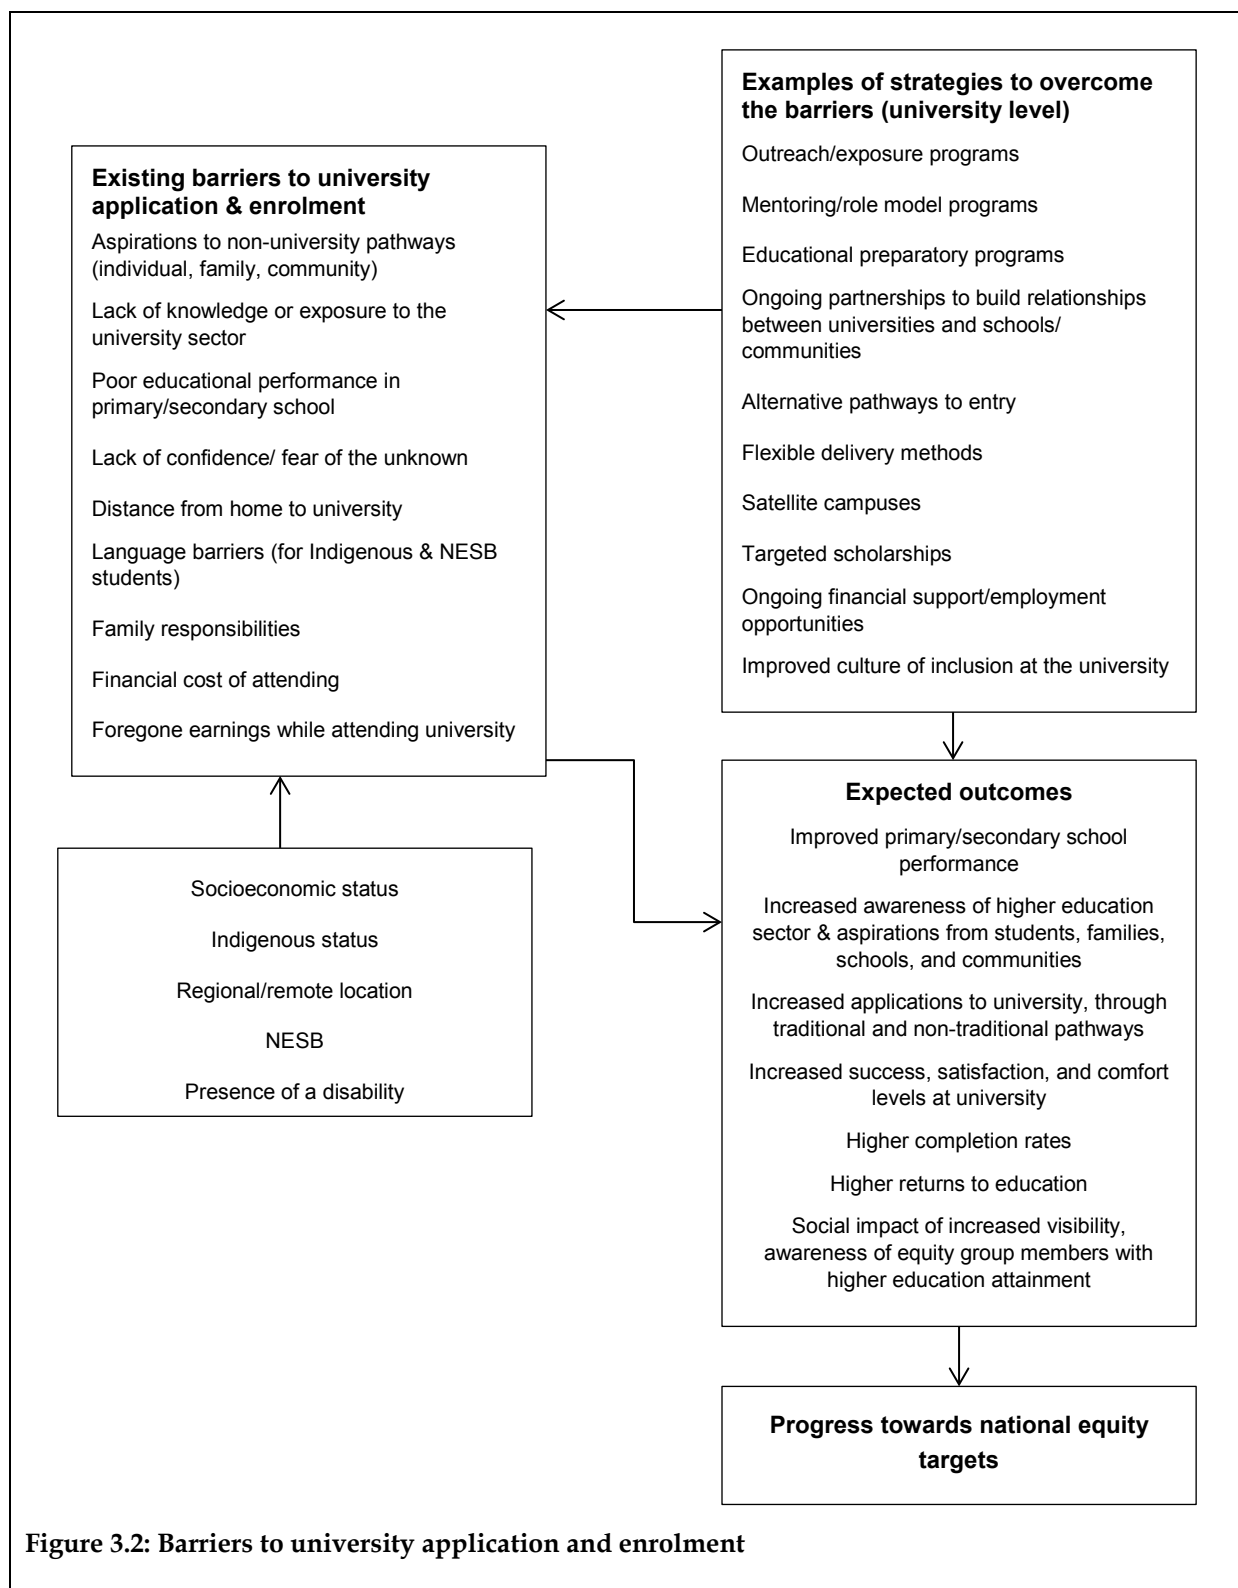 Examples of strategies to overcome
the barriers (university level)
Outreach/exposure programs
Mentoring/role model programs
Educational preparatory programs
Ongoing partnerships to build relationships
between universities and schools/
communities
Alternative pathways to entry
Flexible delivery methods
Satellite campuses
Targeted scholarships
Ongoing financial support/employment
opportunities
Improved culture of inclusion at the university
Existing barriers to university
application & enrolment
Aspirations to non-university pathways
(individual, family, community)
Lack of knowledge or exposure to the
university sector
Poor educational performance in
primary/secondary school
Lack of confidence/ fear of the unknown
Distance from home to university
Language barriers (for Indigenous & NESB
students)
Family responsibilities
Financial cost of attending
Foregone earnings while attending university
Socioeconomic status
Indigenous status
Regional/remote location
NESB
Presence of a disability
Expected outcomes
Improved primary/secondary school
performance
Increased awareness of higher education
sector & aspirations from students, families,
schools, and communities
Increased applications to university, through
traditional and non-traditional pathways
Increased success, satisfaction, and comfort
levels at university
Higher completion rates
Higher returns to education
Social impact of increased visibility,
awareness of equity group members with
higher education attainment
Progress towards national equity
targets
Figure 3.2: Barriers to university application and enrolment